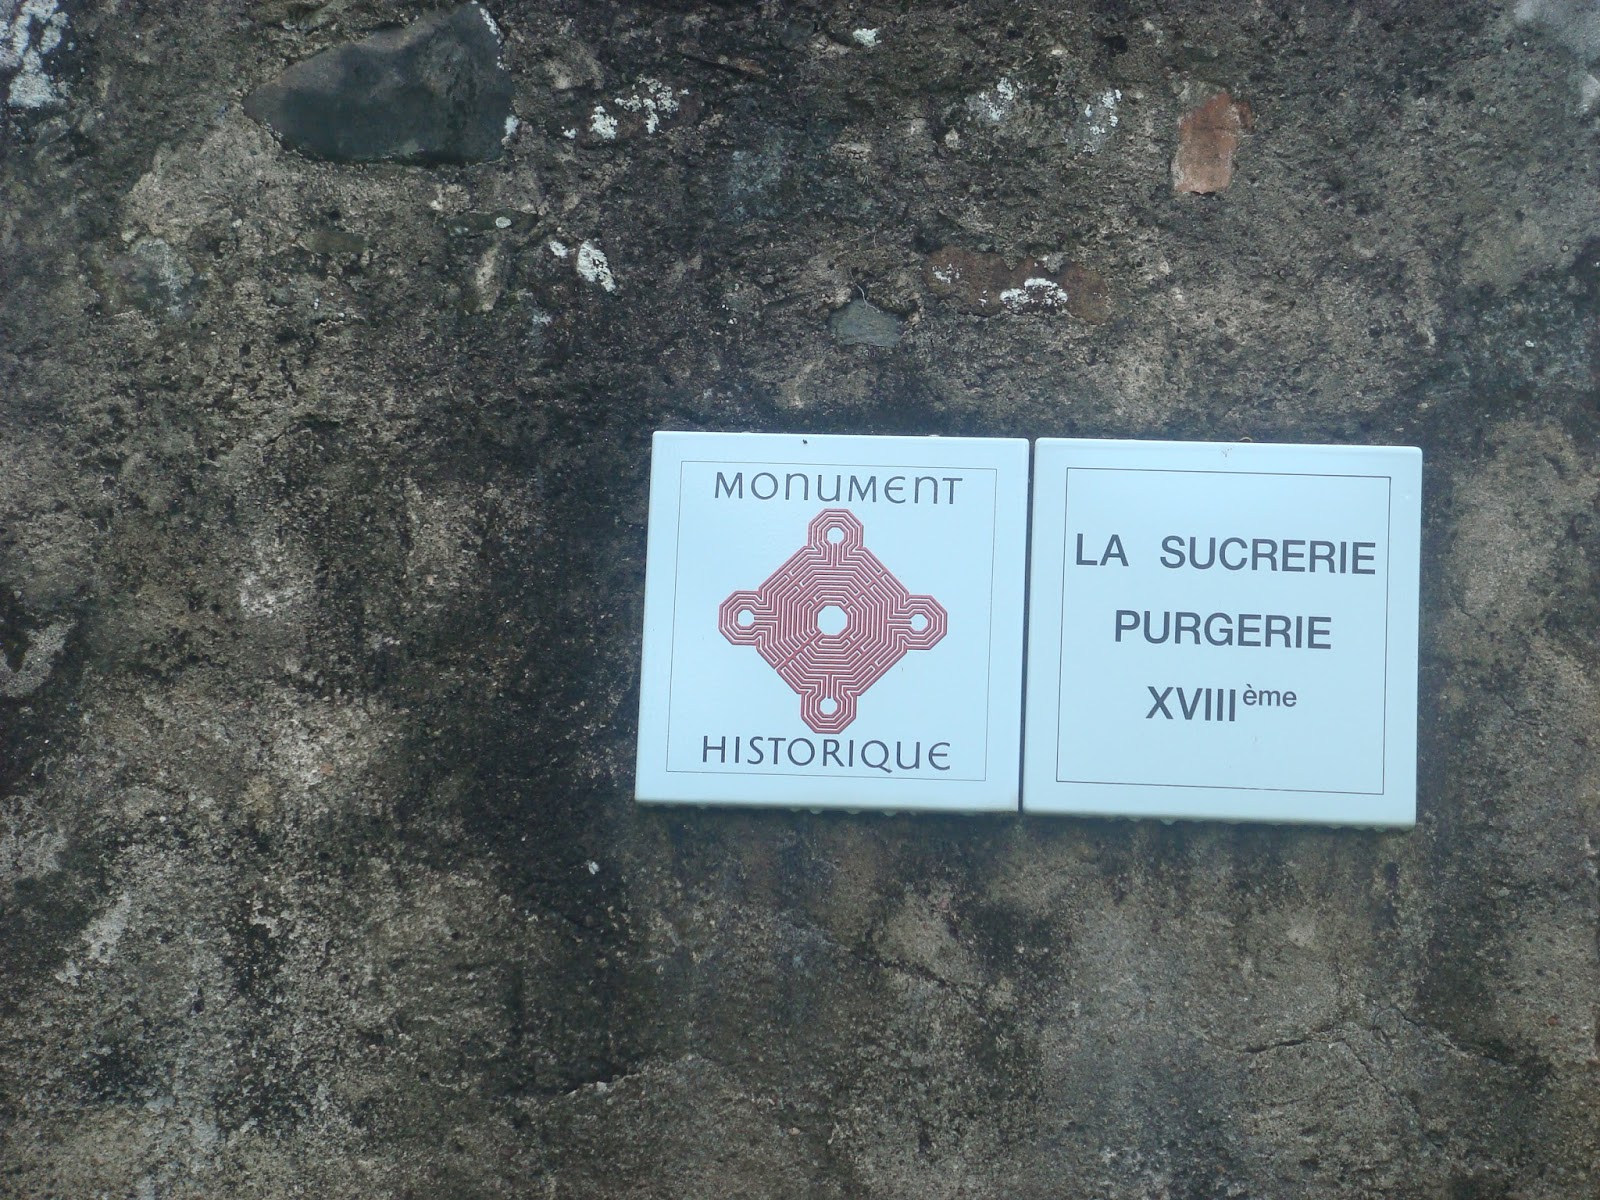 MONUMENT
HISTORIQUE
LA SUCRERIE
PURGERIE
XVIIIème